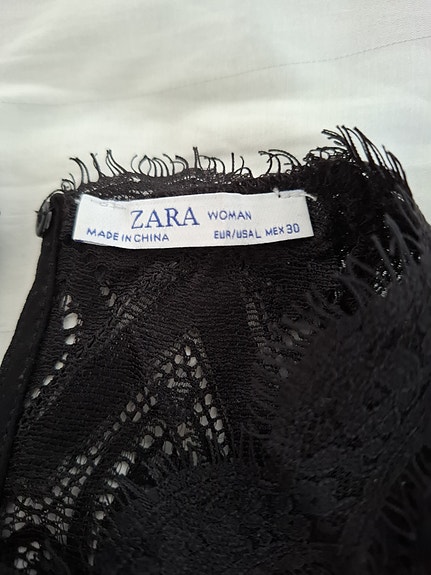 ZARA WOMAN
MADE IN CHINA EUR/USA L MEX 30